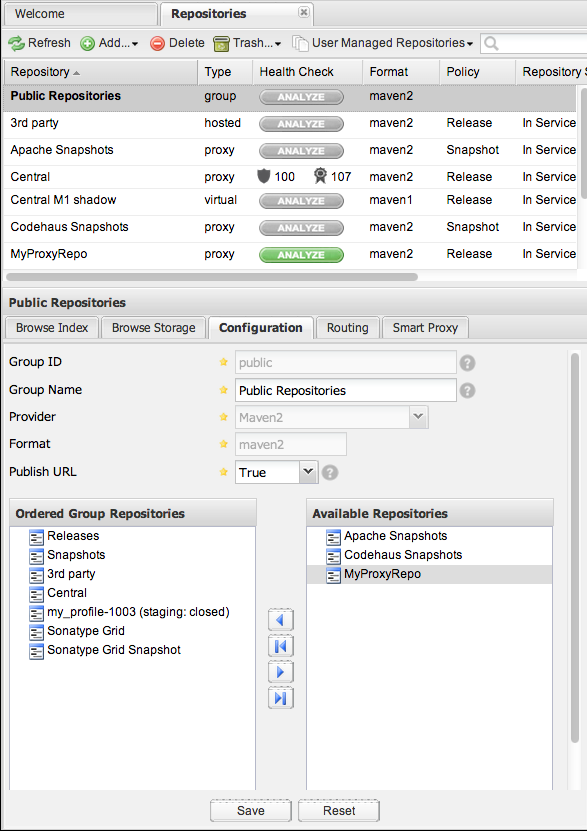 Welcome Repositories
Refresh Add... Delete Trash... User Managed Repositories
Repository Type Health Check Format Policy Repository S
Public Repositories group ANALYZE maven2
3rd party hosted ANALYZE maven2 Release In Service
Apache Snapshots proxy ANALYZE maven2 Snapshot In Service
Central proxy 100 107 maven2 Release In Service
Central M1 shadow virtual ANALYZE maven1 Release In Service
Codehaus Snapshots proxy ANALYZE maven2 Snapshot In Service
MyProxyRepo proxy ANALYZE maven2 Release In Service
Public Repositories
Browse Index Browse Storage Configuration Routing Smart Proxy
Group ID public ?
Group Name Public Repositories ?
Provider Maven2
Format maven2
Publish URL True ?
Ordered Group Repositories
Releases
Snapshots
3rd party
Central
my_profile-1003 (staging: closed)
Sonatype Grid
Sonatype Grid Snapshot
Available Repositories
Apache Snapshots
Codehaus Snapshots
MyProxyRepo
Save Reset